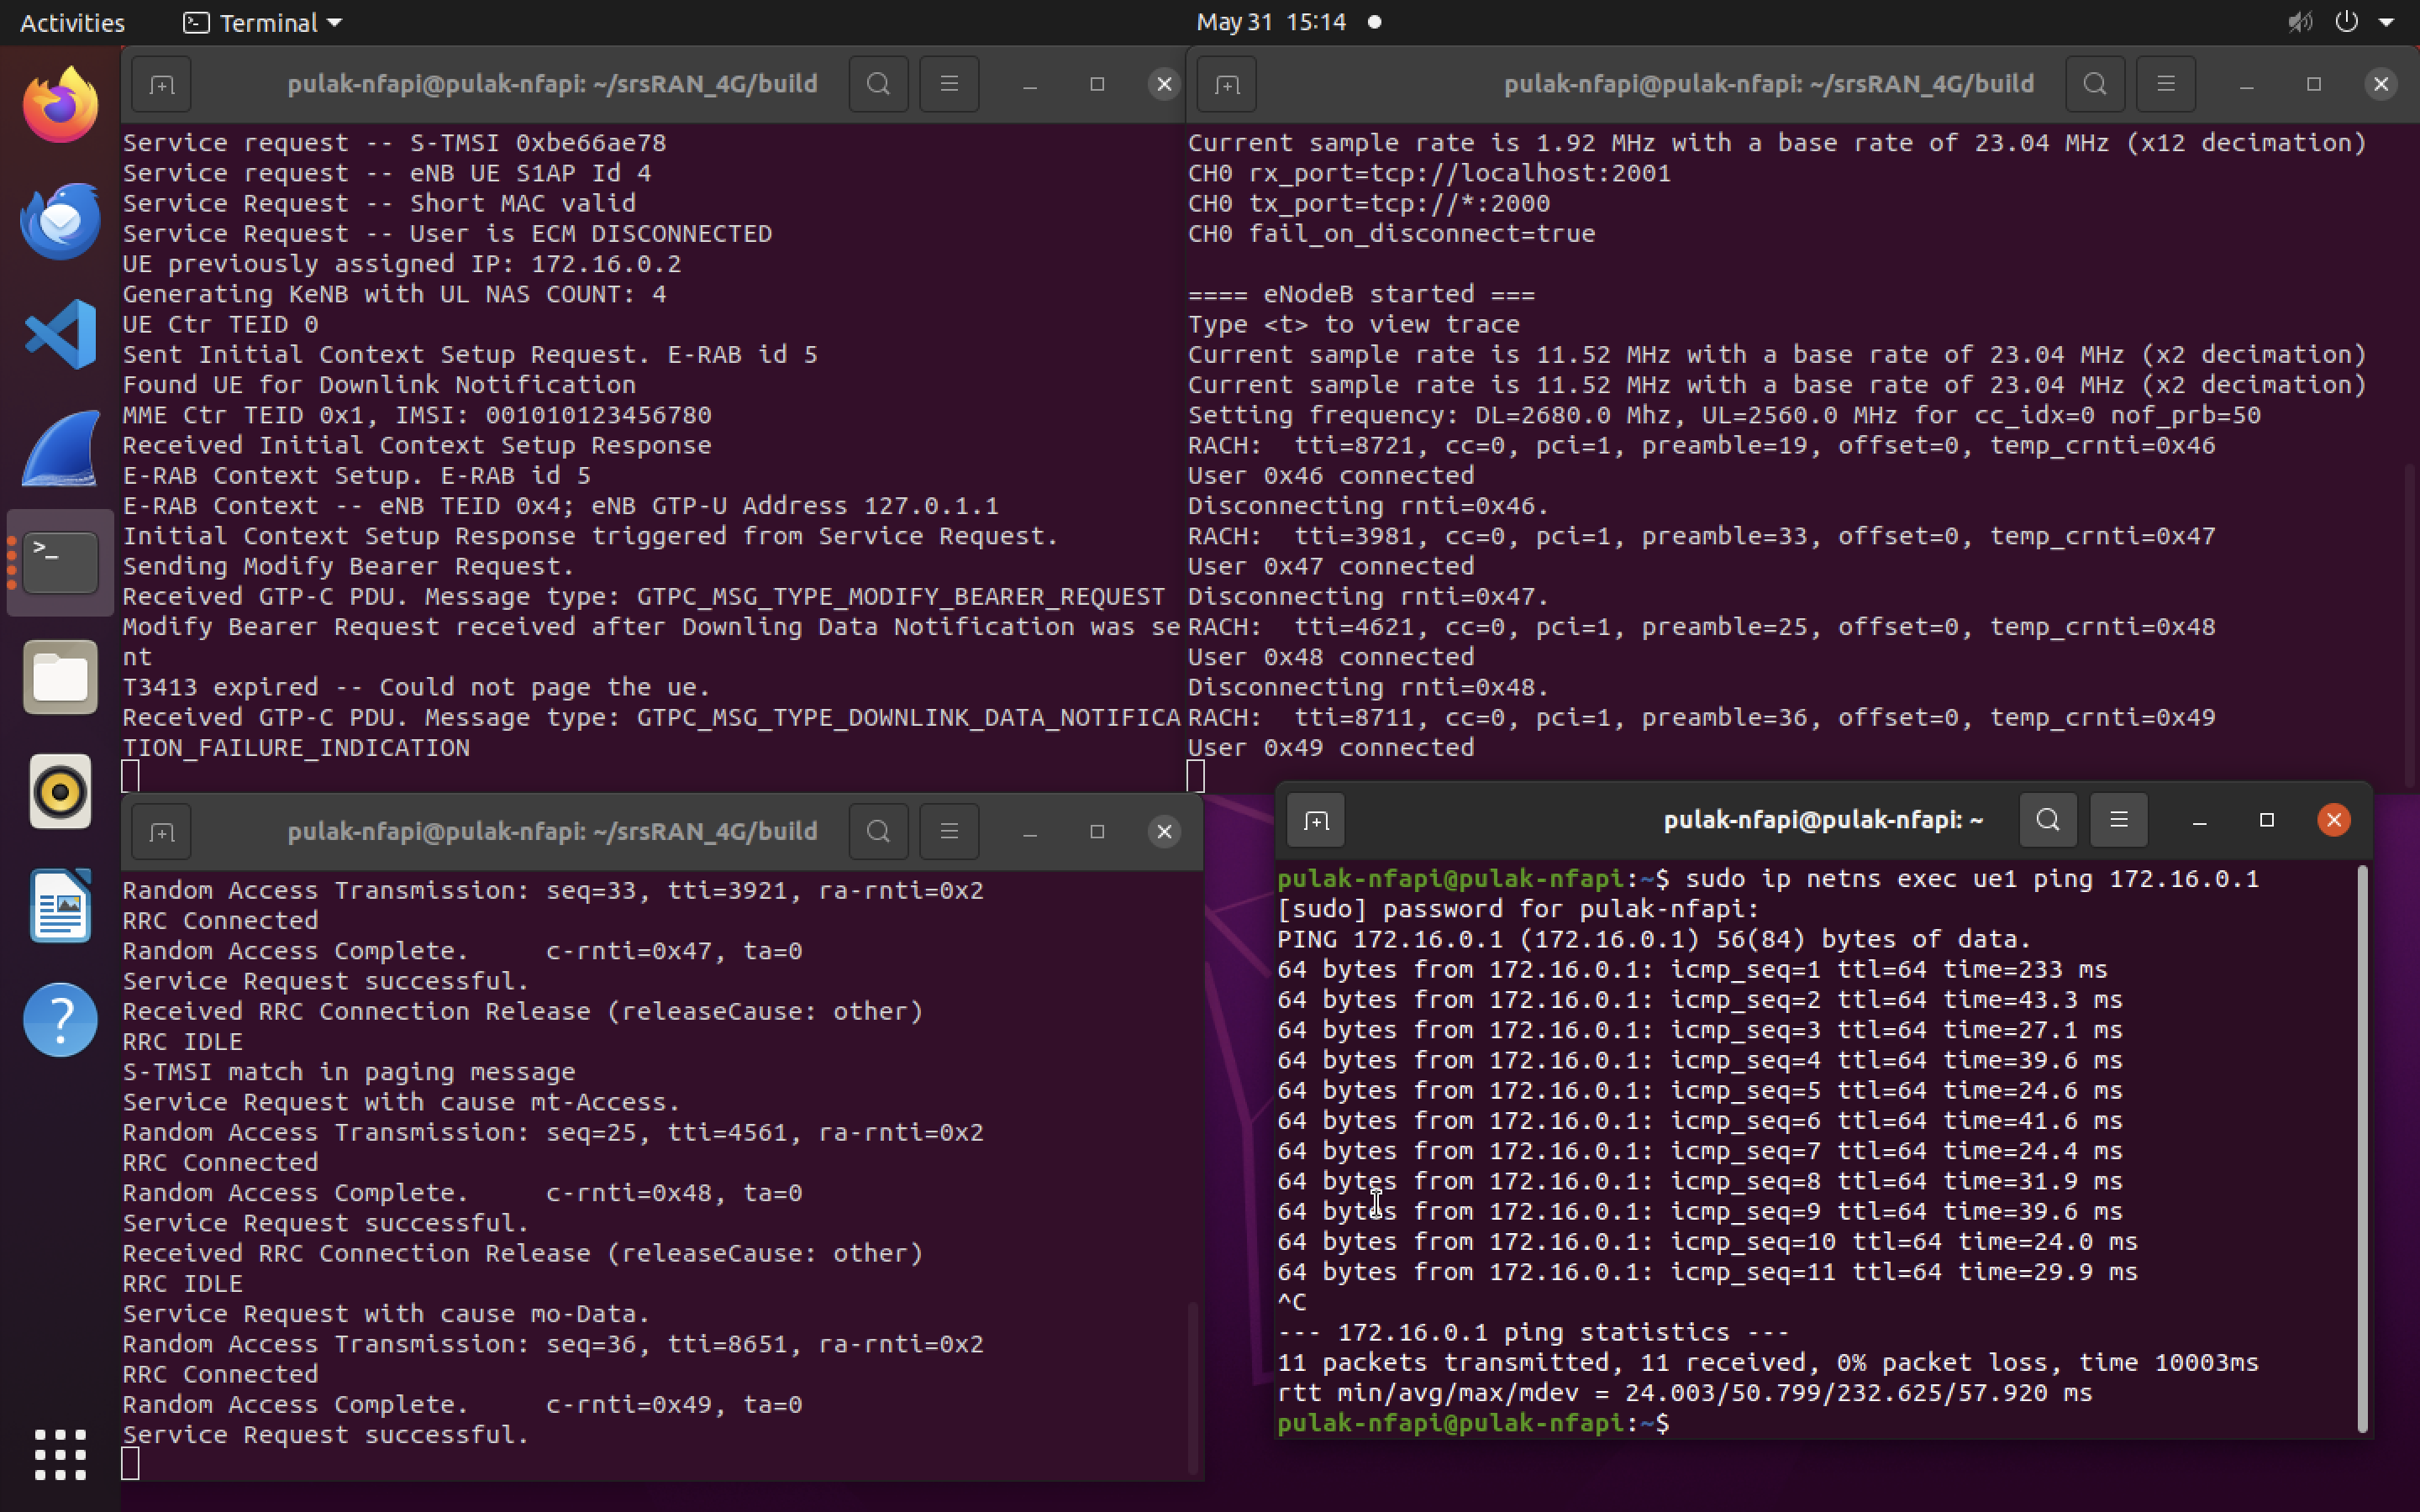 Activities
Terminal
May 31 15:14
pulak-nfapi@pulak-nfapi: ~/srsRAN_4G/build
Service request -- S-TMSI 0xbe66ae78
Service request -- eNB UE S1AP Id 4
Service Request -- Short MAC valid
Service Request -- User is ECM DISCONNECTED
UE previously assigned IP: 172.16.0.2
Generating KeNB with UL NAS COUNT: 4
UE Ctr TEID 0
Sent Initial Context Setup Request. E-RAB id 5
Found UE for Downlink Notification
MME Ctr TEID 0x1, IMSI: 001010123456780
Received Initial Context Setup Response
E-RAB Context Setup. E-RAB id 5
E-RAB Context -- eNB TEID 0x4; eNB GTP-U Address 127.0.1.1
Initial Context Setup Response triggered from Service Request.
Sending Modify Bearer Request.
Received GTP-C PDU. Message type: GTPC_MSG_TYPE_MODIFY_BEARER_REQUEST
Modify Bearer Request received after Downling Data Notification was se
nt
T3413 expired -- Could not page the ue.
Received GTP-C PDU. Message type: GTPC_MSG_TYPE_DOWNLINK_DATA_NOTIFICA
TION_FAILURE_INDICATION
pulak-nfapi@pulak-nfapi: ~/srsRAN_4G/build
Current sample rate is 1.92 MHz with a base rate of 23.04 MHz (x12 decimation)
CH0 rx_port=tcp://localhost:2001
CH0 tx_port=tcp://*:2000
CH0 fail_on_disconnect=true
==== eNodeB started ===
Type <t> to view trace
Current sample rate is 11.52 MHz with a base rate of 23.04 MHz (x2 decimation)
Current sample rate is 11.52 MHz with a base rate of 23.04 MHz (x2 decimation)
Setting frequency: DL=2680.0 Mhz, UL=2560.0 MHz for cc_idx=0 nof_prb=50
RACH:  tti=8721, cc=0, pci=1, preamble=19, offset=0, temp_crnti=0x46
User 0x46 connected
Disconnecting rnti=0x46.
RACH:  tti=3981, cc=0, pci=1, preamble=33, offset=0, temp_crnti=0x47
User 0x47 connected
Disconnecting rnti=0x47.
RACH:  tti=4621, cc=0, pci=1, preamble=25, offset=0, temp_crnti=0x48
User 0x48 connected
Disconnecting rnti=0x48.
RACH:  tti=8711, cc=0, pci=1, preamble=36, offset=0, temp_crnti=0x49
User 0x49 connected
pulak-nfapi@pulak-nfapi: ~/srsRAN_4G/build
Random Access Transmission: seq=33, tti=3921, ra-rnti=0x2
RRC Connected
Random Access Complete.     c-rnti=0x47, ta=0
Service Request successful.
Received RRC Connection Release (releaseCause: other)
RRC IDLE
S-TMSI match in paging message
Service Request with cause mt-Access.
Random Access Transmission: seq=25, tti=4561, ra-rnti=0x2
RRC Connected
Random Access Complete.     c-rnti=0x48, ta=0
Service Request successful.
Received RRC Connection Release (releaseCause: other)
RRC IDLE
Service Request with cause mo-Data.
Random Access Transmission: seq=36, tti=8651, ra-rnti=0x2
RRC Connected
Random Access Complete.     c-rnti=0x49, ta=0
Service Request successful.
pulak-nfapi@pulak-nfapi: ~
pulak-nfapi@pulak-nfapi:~$ sudo ip netns exec ue1 ping 172.16.0.1
[sudo] password for pulak-nfapi:
PING 172.16.0.1 (172.16.0.1) 56(84) bytes of data.
64 bytes from 172.16.0.1: icmp_seq=1 ttl=64 time=233 ms
64 bytes from 172.16.0.1: icmp_seq=2 ttl=64 time=43.3 ms
64 bytes from 172.16.0.1: icmp_seq=3 ttl=64 time=27.1 ms
64 bytes from 172.16.0.1: icmp_seq=4 ttl=64 time=39.6 ms
64 bytes from 172.16.0.1: icmp_seq=5 ttl=64 time=24.6 ms
64 bytes from 172.16.0.1: icmp_seq=6 ttl=64 time=41.6 ms
64 bytes from 172.16.0.1: icmp_seq=7 ttl=64 time=24.4 ms
64 bytes from 172.16.0.1: icmp_seq=8 ttl=64 time=31.9 ms
64 bytes from 172.16.0.1: icmp_seq=9 ttl=64 time=39.6 ms
64 bytes from 172.16.0.1: icmp_seq=10 ttl=64 time=24.0 ms
64 bytes from 172.16.0.1: icmp_seq=11 ttl=64 time=29.9 ms
^C
--- 172.16.0.1 ping statistics ---
11 packets transmitted, 11 received, 0% packet loss, time 10003ms
rtt min/avg/max/mdev = 24.003/50.799/232.625/57.920 ms
pulak-nfapi@pulak-nfapi:~$